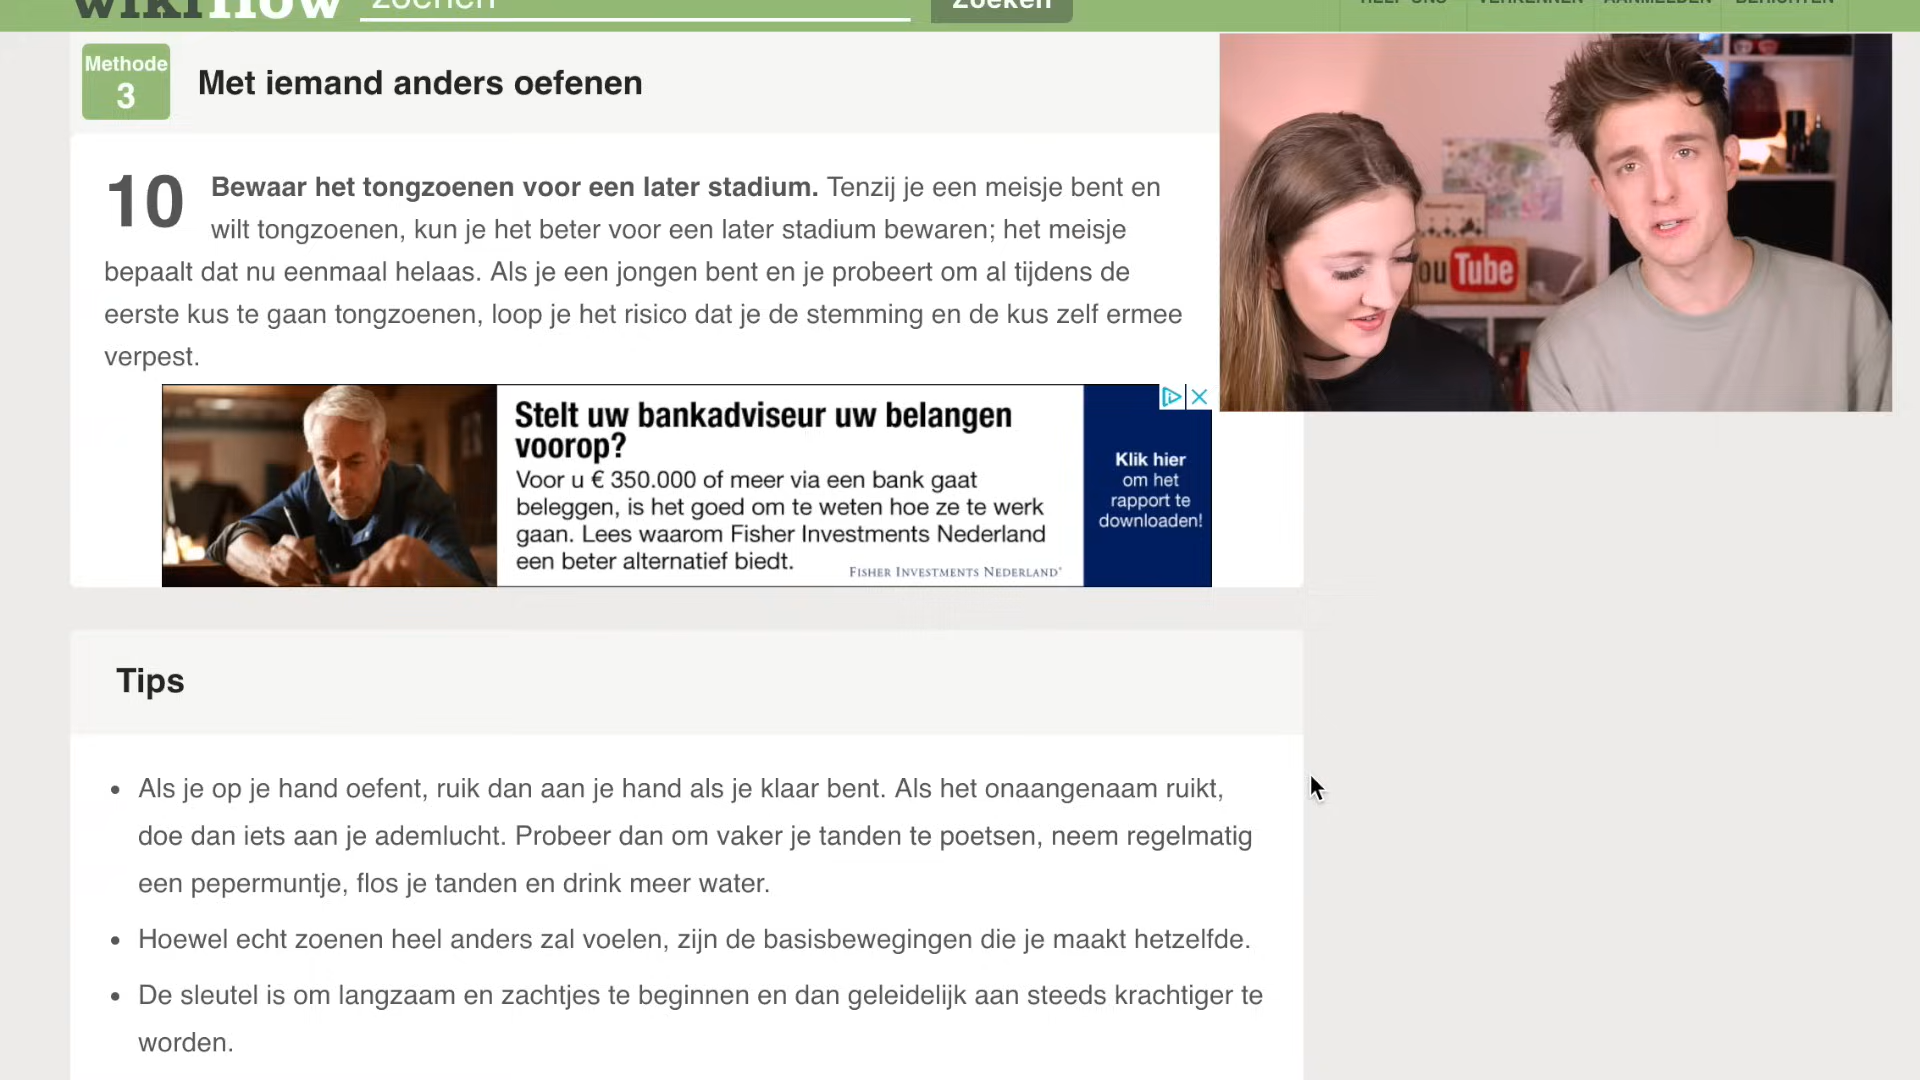 wikiHow zoenen Zoeken HELP ONS VERKENNEN AANMELDEN BERICHTEN
Methode
3
Met iemand anders oefenen
10 Bewaar het tongzoenen voor een later stadium. Tenzij je een meisje bent en
wilt tongzoenen, kun je het beter voor een later stadium bewaren; het meisje
bepaalt dat nu eenmaal helaas. Als je een jongen bent en je probeert om al tijdens de
eerste kus te gaan tongzoenen, loop je het risico dat je de stemming en de kus zelf ermee
verpest.
ouTube
Stelt uw bankadviseur uw belangen
voorop?
Voor u € 350.000 of meer via een bank gaat
beleggen, is het goed om te weten hoe ze te werk
gaan. Lees waarom Fisher Investments Nederland
een beter alternatief biedt.
FISHER INVESTMENTS NEDERLAND
Klik hier
om het
rapport te
downloaden!
Tips
• Als je op je hand oefent, ruik dan aan je hand als je klaar bent. Als het onaangenaam ruikt,
doe dan iets aan je ademlucht. Probeer dan om vaker je tanden te poetsen, neem regelmatig
een pepermuntje, flos je tanden en drink meer water.
• Hoewel echt zoenen heel anders zal voelen, zijn de basisbewegingen die je maakt hetzelfde.
• De sleutel is om langzaam en zachtjes te beginnen en dan geleidelijk aan steeds krachtiger te
worden.